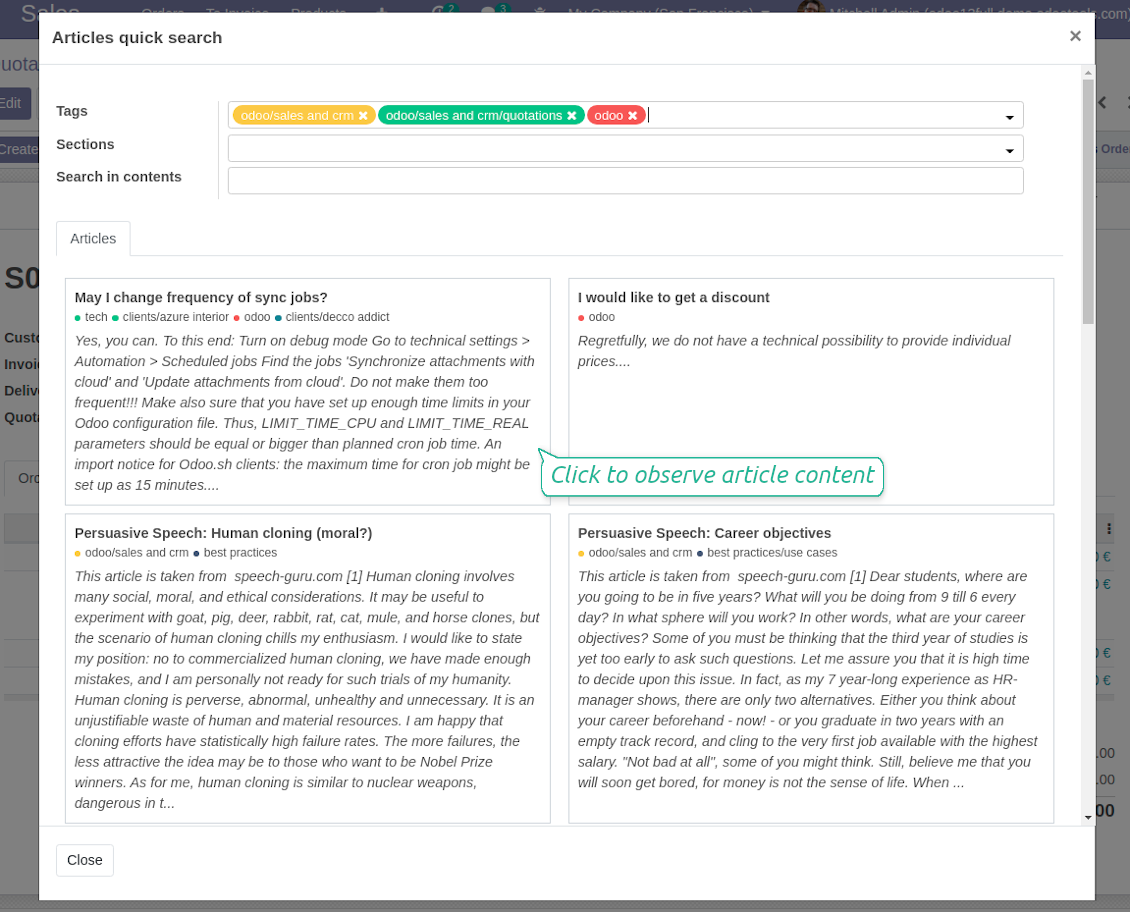 Sales
Orders To Invoice Products
2
3
My Company (San Francisco)
Articles quick search
×
Edit
Create
Tags
odoo/sales and crm ✖ odoo/sales and crm/quotations ✖ odoo ✖
Sections
Search in contents
Articles
S0
May I change frequency of sync jobs?
tech clients/azure interior odoo clients/decco addict
Yes, you can. To this end: Turn on debug mode Go to technical settings >
Automation > Scheduled jobs Find the jobs 'Synchronize attachments with
cloud' and 'Update attachments from cloud'. Do not make them too
frequent!!! Make also sure that you have set up enough time limits in your
Odoo configuration file. Thus, LIMIT_TIME_CPU and LIMIT_TIME_REAL
parameters should be equal or bigger than planned cron job time. An
import notice for Odoo.sh clients: the maximum time for cron job might be
set up as 15 minutes....
I would like to get a discount
odoo
Regretfully, we do not have a technical possibility to provide individual
prices....
Click to observe article content
Persuasive Speech: Human cloning (moral?)
odoo/sales and crm best practices
This article is taken from  speech-guru.com [1] Human cloning involves
many social, moral, and ethical considerations. It may be useful to
experiment with goat, pig, deer, rabbit, rat, cat, mule, and horse clones, but
the scenario of human cloning chills my enthusiasm. I would like to state
my position: no to commercialized human cloning, we have made enough
mistakes, and I am personally not ready for such trials of my humanity.
Human cloning is perverse, abnormal, unhealthy and unnecessary. It is an
unjustifiable waste of human and material resources. I am happy that
cloning efforts have statistically high failure rates. The more failures, the
less attractive the idea may be to those who want to be Nobel Prize
winners. As for me, human cloning is similar to nuclear weapons,
dangerous in t...
Persuasive Speech: Career objectives
odoo/sales and crm best practices/use cases
This article is taken from  speech-guru.com [1] Dear students, where are
you going to be in five years? What will you be doing from 9 till 6 every
day? In what sphere will you work? In other words, what are your career
objectives? Some of you must be thinking that the third year of studies is
yet too early to ask such questions. Let me assure you that it is high time
to decide upon this issue. In fact, as my 7 year-long experience as HR-
manager shows, there are only two alternatives. Either you think about
your career beforehand - now! - or you graduate in two years with an
empty track record, and cling to the very first job available with the highest
salary. "Not bad at all", some of you might think. Still, believe me that you
will soon get bored, for money is not the sense of life. When ...
Close